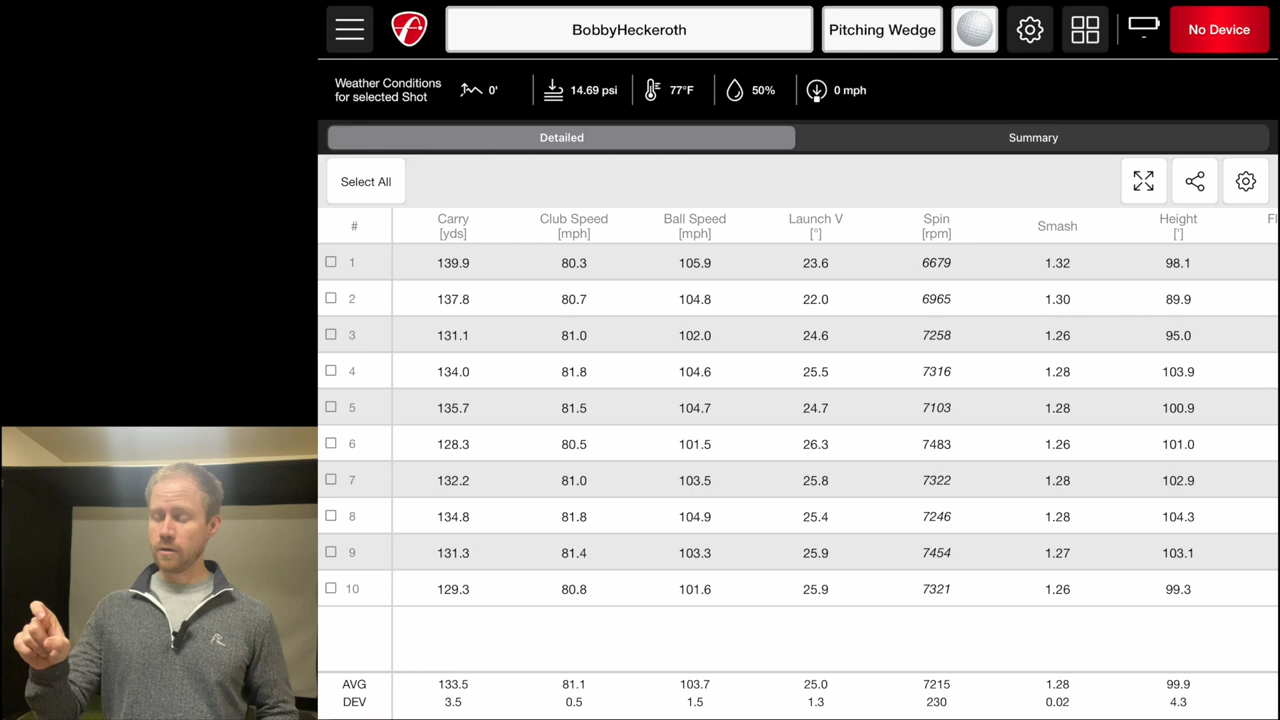 BobbyHeckeroth
Pitching Wedge
No Device
Weather Conditions
for selected Shot
0'
14.69 psi
77°F
50%
0 mph
Detailed
Summary
Select All
# Carry [yds] Club Speed [mph] Ball Speed [mph] Launch V [°] Spin [rpm] Smash Height ['] Fl
1 139.9 80.3 105.9 23.6 6679 1.32 98.1
2 137.8 80.7 104.8 22.0 6965 1.30 89.9
3 131.1 81.0 102.0 24.6 7258 1.26 95.0
4 134.0 81.8 104.6 25.5 7316 1.28 103.9
5 135.7 81.5 104.7 24.7 7103 1.28 100.9
6 128.3 80.5 101.5 26.3 7483 1.26 101.0
7 132.2 81.0 103.5 25.8 7322 1.28 102.9
8 134.8 81.8 104.9 25.4 7246 1.28 104.3
9 131.3 81.4 103.3 25.9 7454 1.27 103.1
10 129.3 80.8 101.6 25.9 7321 1.26 99.3
AVG 133.5 81.1 103.7 25.0 7215 1.28 99.9
DEV 3.5 0.5 1.5 1.3 230 0.02 4.3